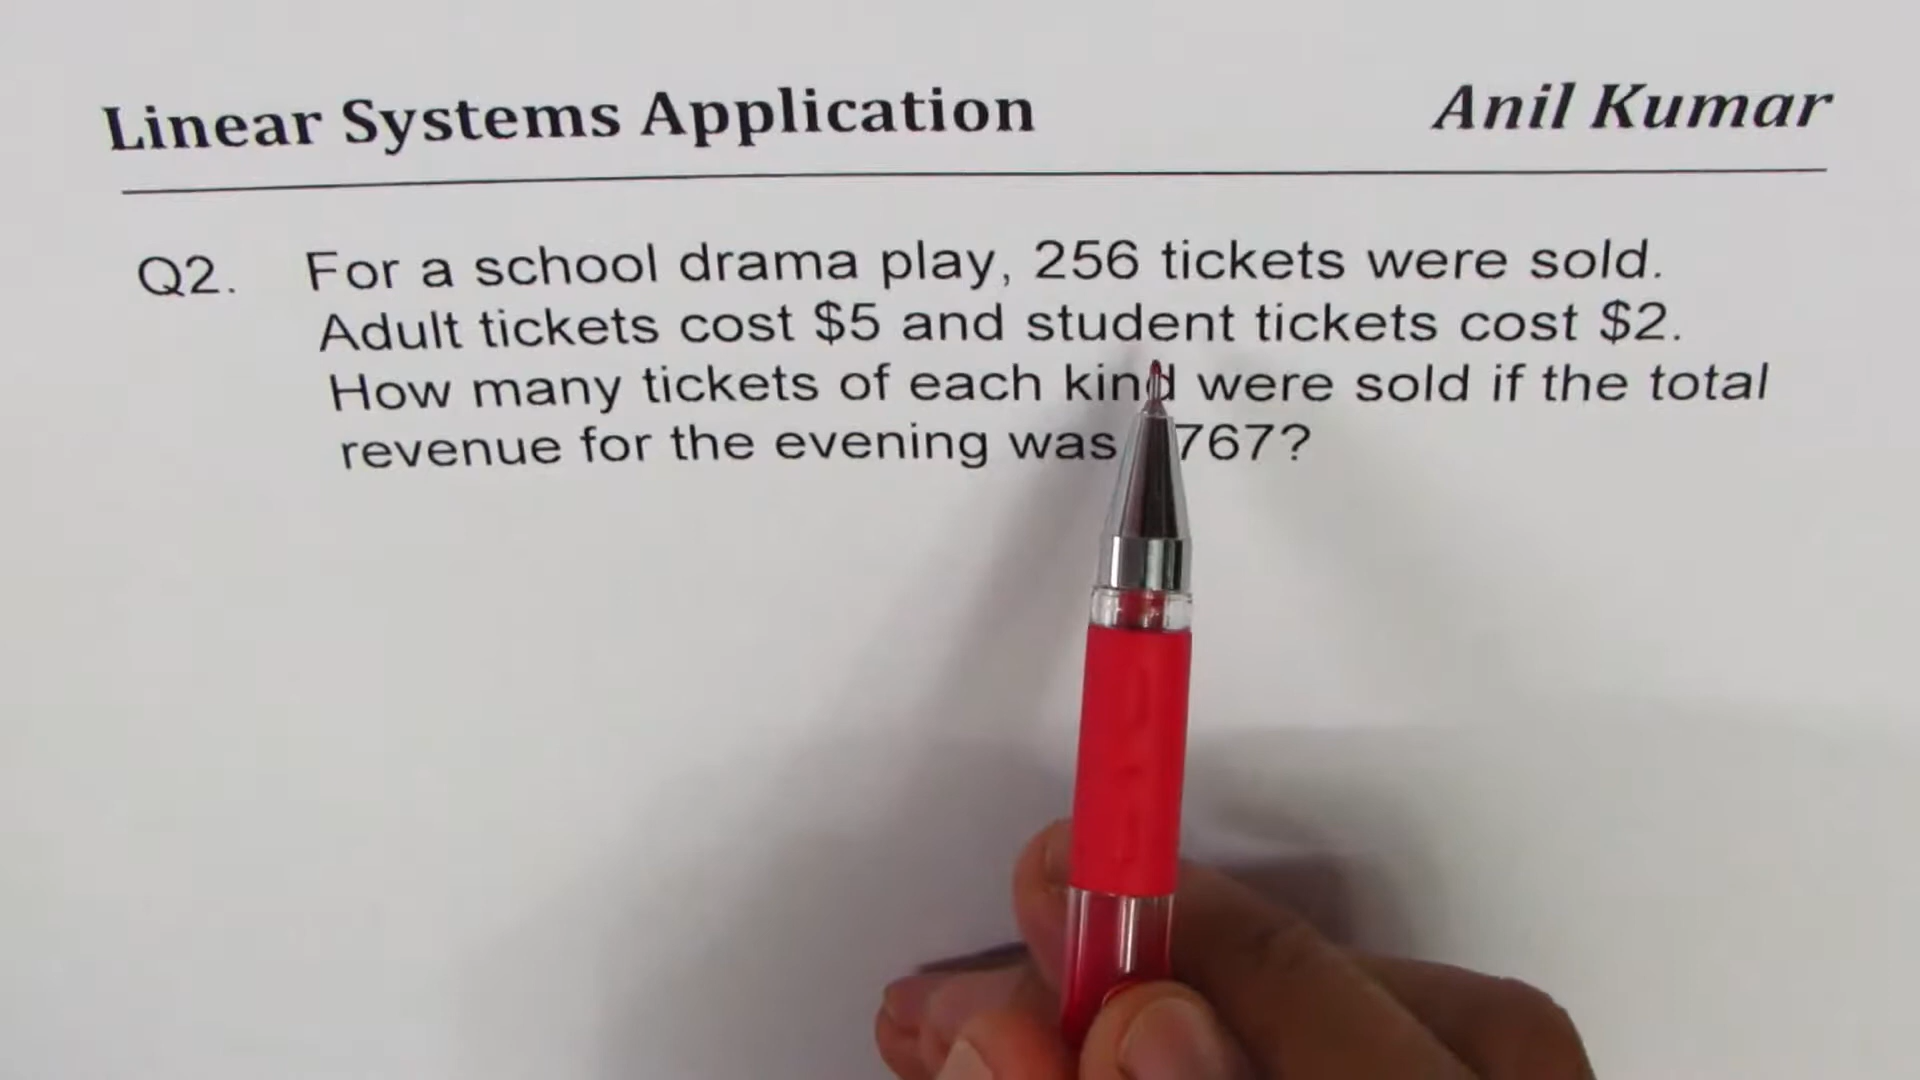 Linear Systems Application
Anil Kumar
Q2. For a school drama play, 256 tickets were sold.
Adult tickets cost $5 and student tickets cost $2.
How many tickets of each kind were sold if the total
revenue for the evening was 767?